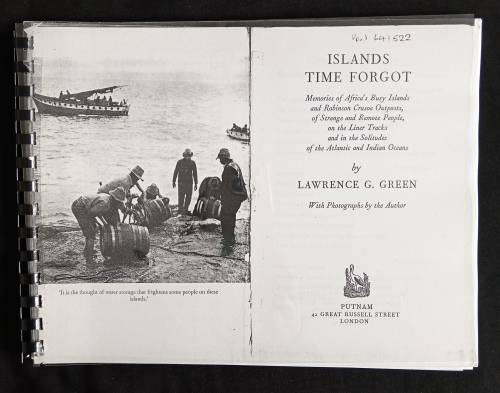 'It is the thought of water storage that frightens some people on these
islands.'
ISLANDS
TIME FORGOT
Memories of Africa's Busy Islands
and Robinson Crusoe Outposts,
of Strange and Remote People,
on the Liner Tracks
and in the Solitudes
of the Atlantic and Indian Oceans
by
LAWRENCE G. GREEN
With Photographs by the Author
PUTNAM
42 GREAT RUSSELL STREET
LONDON